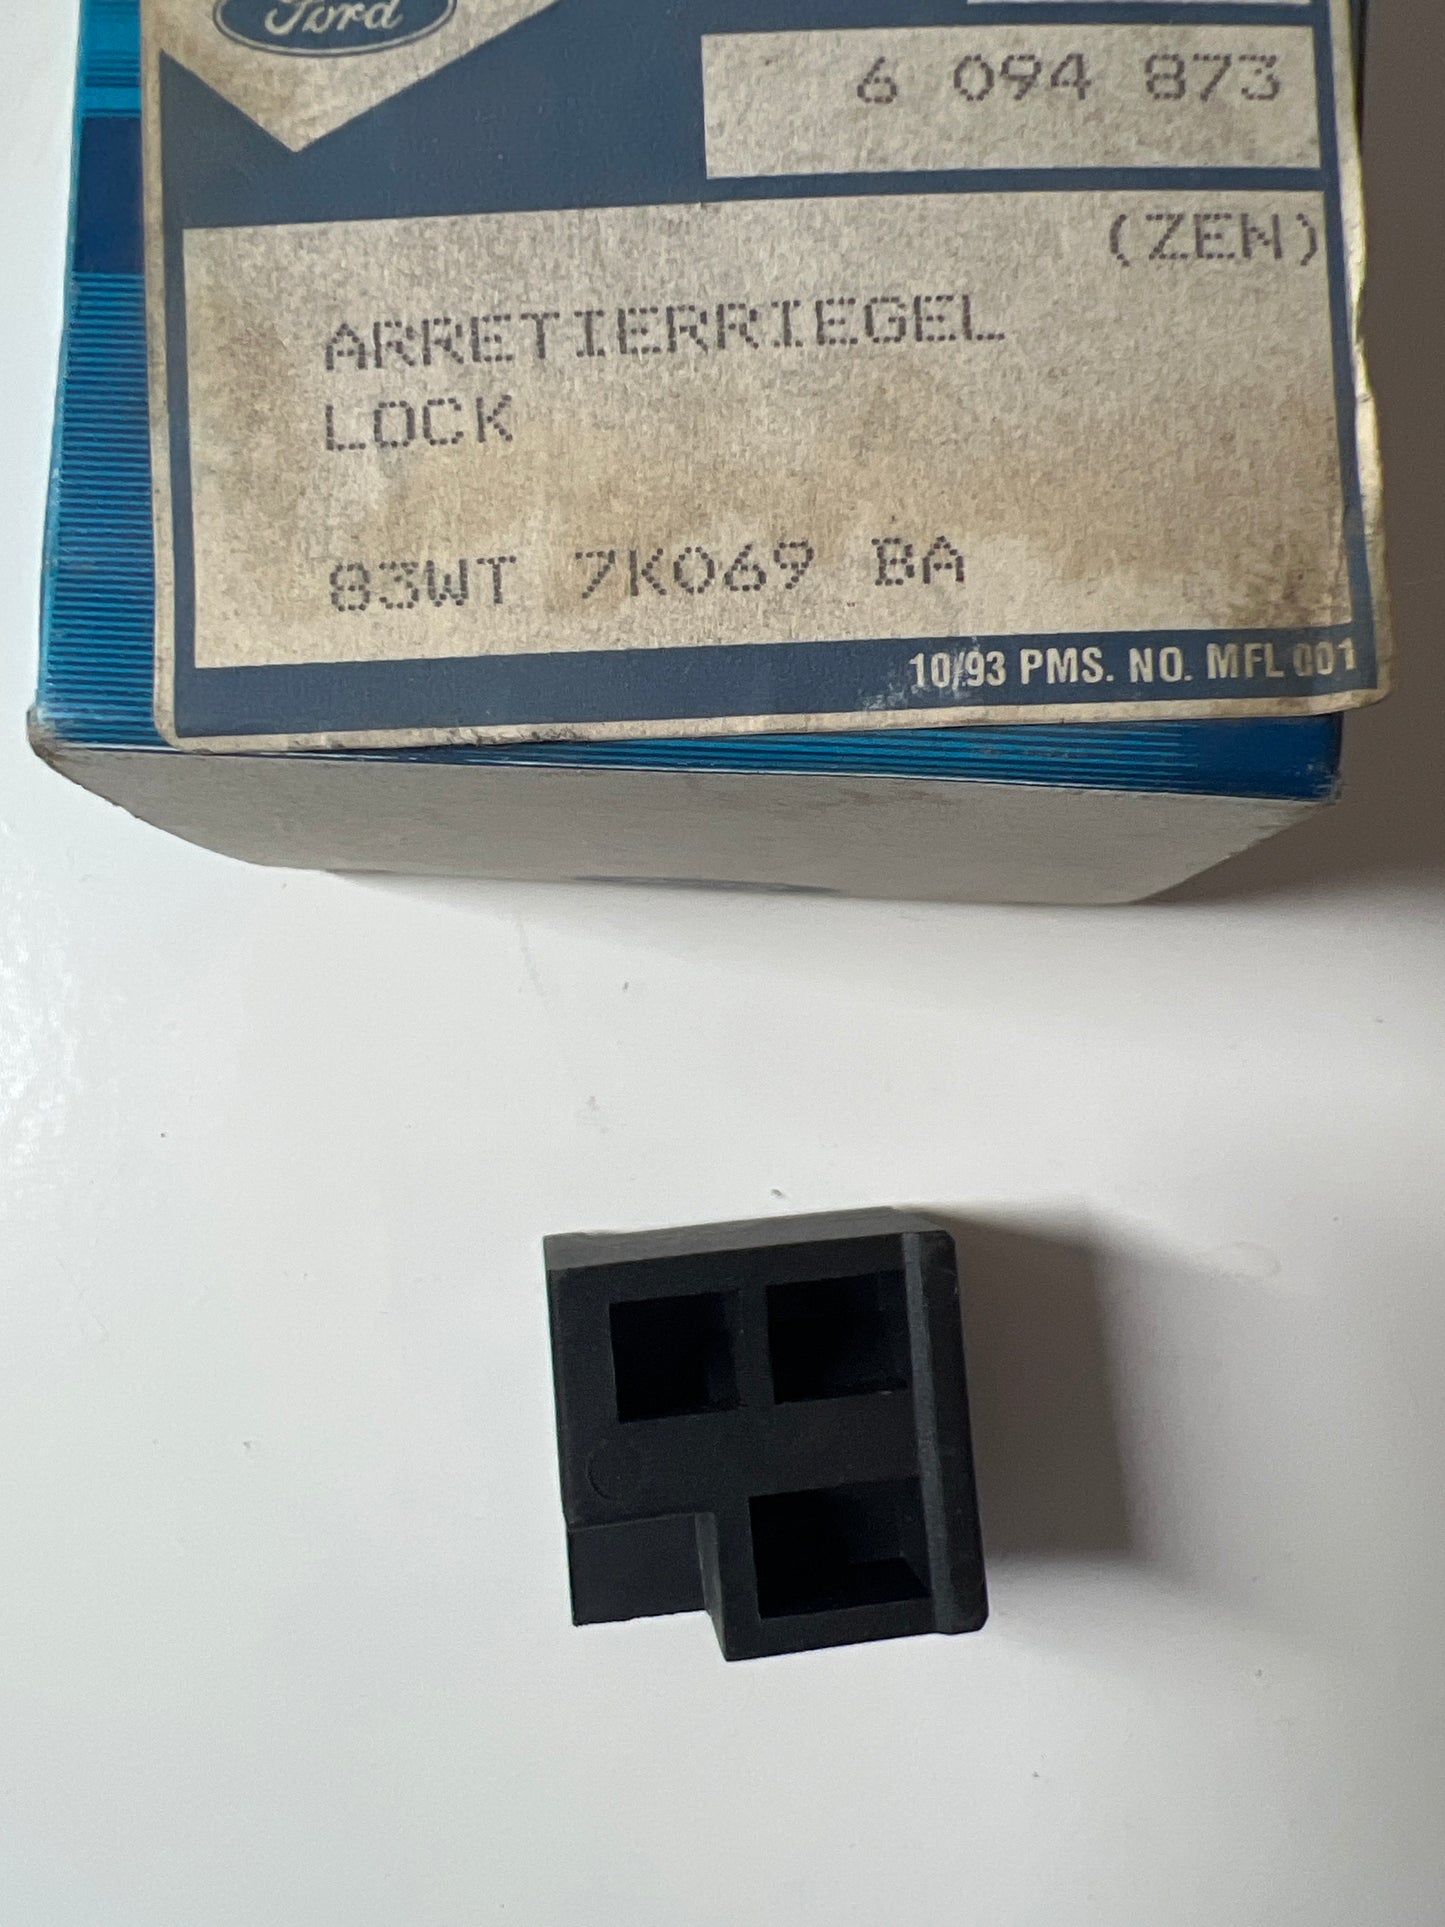 Ford
6 094 873
(ZEN)
ARRETIERRIEGEL
LOCK
83WT 7K069 BA
10/93 PMS. NO. MFL 001